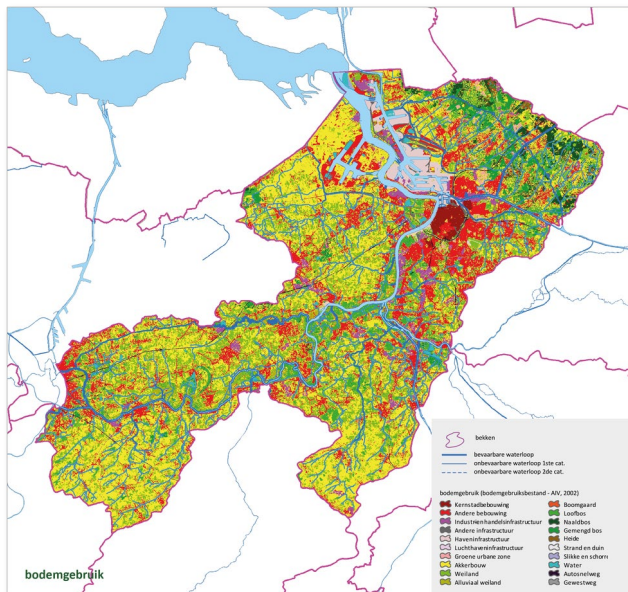 bekken
bevaarbare waterloop
onbevaarbare waterloop 1ste cat.
onbevaarbare waterloop 2de cat.
bodemgebruik (bodemgebruiksbestand - AIV, 2002)
Kernstadbebouwing
Andere bebouwing
Industrie en handelsinfrastructuur
Andere infrastructuur
Haveninfrastructuur
Luchthaveninfrastructuur
Groene urbane zone
Akkerbouw
Weiland
Alluviaal weiland
Boomgaard
Loofbos
Naaldbos
Gemengd bos
Heide
Strand en duin
Slikke en schorre
Water
Autosnelweg
Gewestweg
bodemgebruik